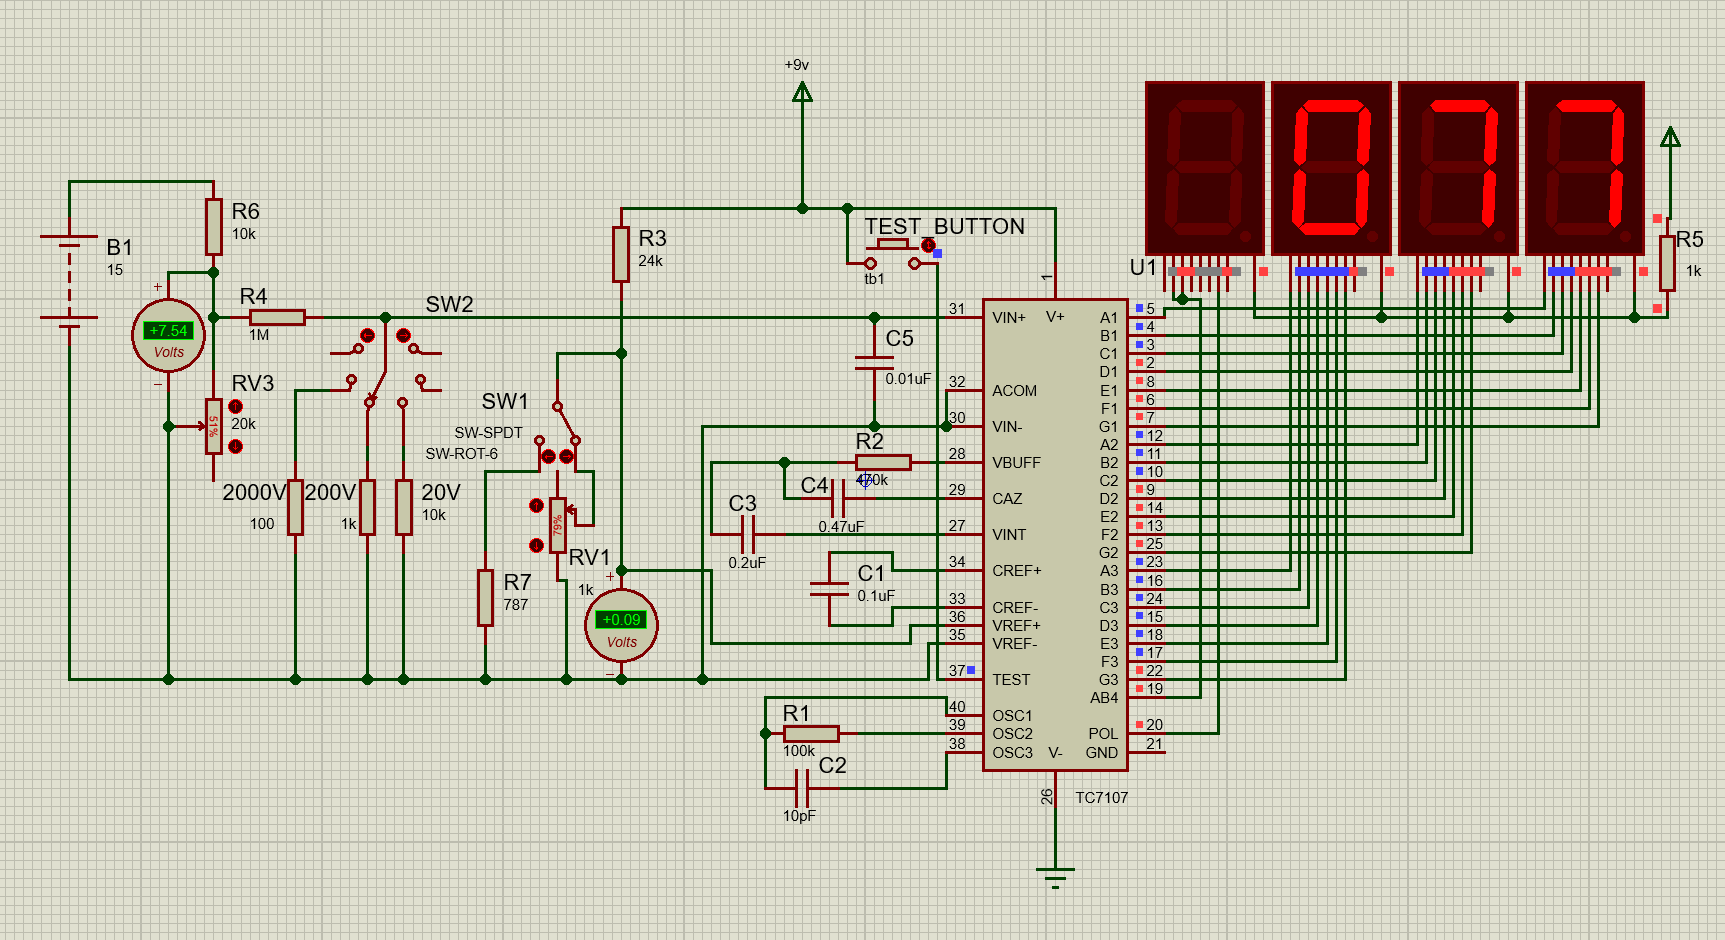 +9v
B1
15
R6
10k
+
+7.54
Volts
−
R4
1M
RV3
20k
51%
SW2
2000V
100
200V
1k
20V
10k
SW1
SW-SPDT
SW-ROT-6
R3
24k
R7
787
RV1
1k
79%
+
+0.09
Volts
−
TEST BUTTON
tb1
C5
0.01uF
R2
470k
C4
0.47uF
C3
0.2uF
C1
0.1uF
R1
100k
C2
10pF
U1
TC7107
31 VIN+
32 ACOM
30 VIN-
28 VBUFF
29 CAZ
27 VINT
34 CREF+
33 CREF-
36 VREF+
35 VREF-
37 TEST
40 OSC1
39 OSC2
38 OSC3
1
V+
V-
26
A1 5
B1 4
C1 3
D1 2
E1 8
F1 6
G1 7
A2 12
B2 11
C2 10
D2 9
E2 14
F2 13
G2 25
A3 23
B3 16
C3 24
D3 15
E3 18
F3 17
G3 22
AB4 19
POL 20
GND 21
077
R5
1k